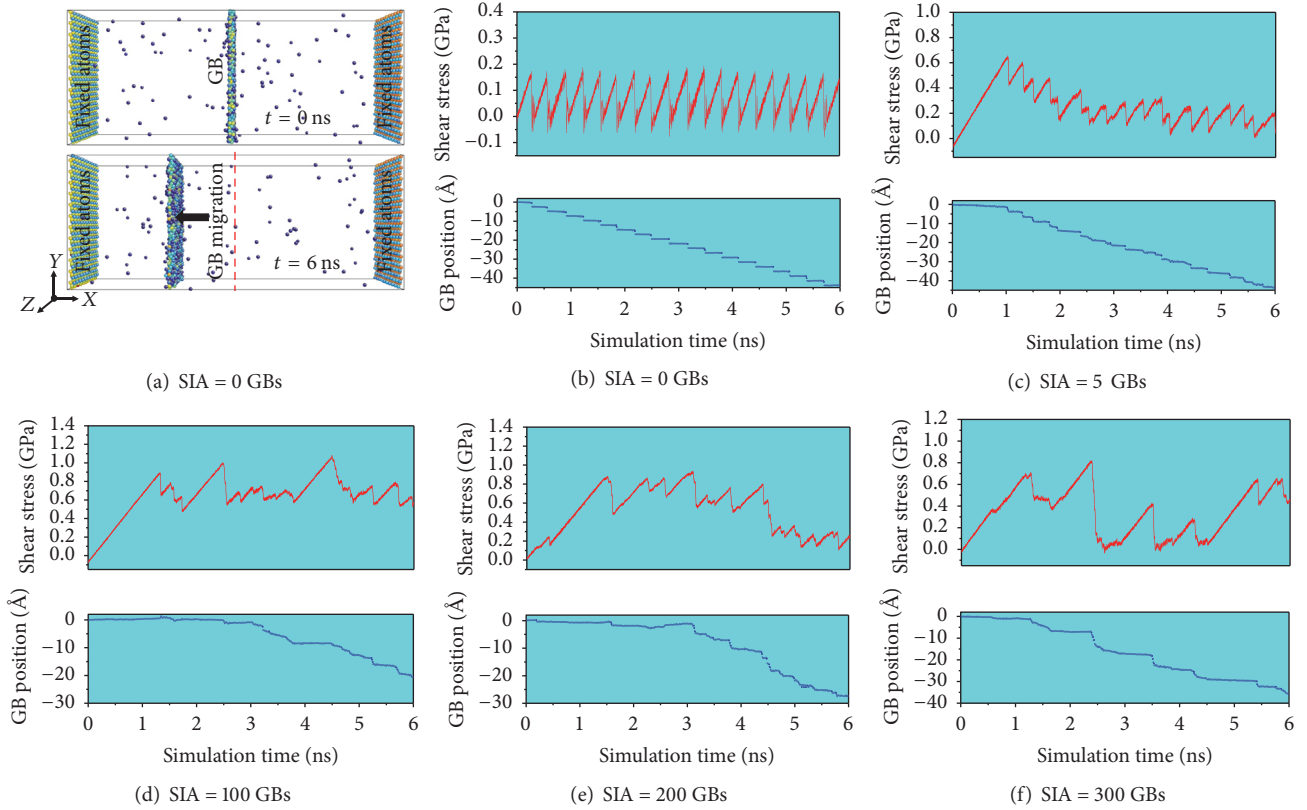 Fixed atoms
GB
t = 0 ns
Fixed atoms
Fixed atoms
GB migration
t = 6 ns
Fixed atoms
Y
Z
X
(a) SIA = 0 GBs
Shear stress (GPa)
0.4
0.3
0.2
0.1
0.0
−0.1
GB position (Å)
0
−10
−20
−30
−40
0 1 2 3 4 5 6
Simulation time (ns)
(b) SIA = 0 GBs
Shear stress (GPa)
1.0
0.8
0.6
0.4
0.2
0.0
GB position (Å)
0
−10
−20
−30
−40
0 1 2 3 4 5 6
Simulation time (ns)
(c) SIA = 5 GBs
Shear stress (GPa)
1.4
1.2
1.0
0.8
0.6
0.4
0.2
0.0
GB position (Å)
0
−10
−20
−30
0 1 2 3 4 5 6
Simulation time (ns)
(d) SIA = 100 GBs
Shear stress (GPa)
1.4
1.2
1.0
0.8
0.6
0.4
0.2
0.0
GB position (Å)
0
−10
−20
−30
0 1 2 3 4 5 6
Simulation time (ns)
(e) SIA = 200 GBs
Shear stress (GPa)
1.2
1.0
0.8
0.6
0.4
0.2
0.0
GB position (Å)
0
−10
−20
−30
−40
0 1 2 3 4 5 6
Simulation time (ns)
(f) SIA = 300 GBs